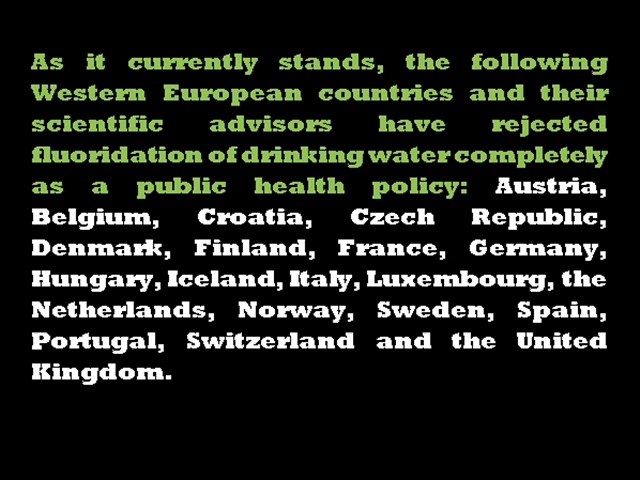 As it currently stands, the following
Western European countries and their
scientific advisors have rejected
fluoridation of drinking water completely
as a public health policy: Austria,
Belgium, Croatia, Czech Republic,
Denmark, Finland, France, Germany,
Hungary, Iceland, Italy, Luxembourg, the
Netherlands, Norway, Sweden, Spain,
Portugal, Switzerland and the United
Kingdom.